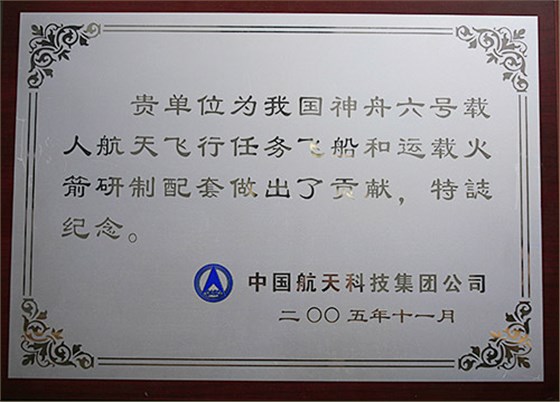 贵单位为我国神舟六号载
人航天飞行任务飞船和运载火
箭研制配套做出了贡献，特誌
纪念。
中国航天科技集团公司
二〇〇五年十一月